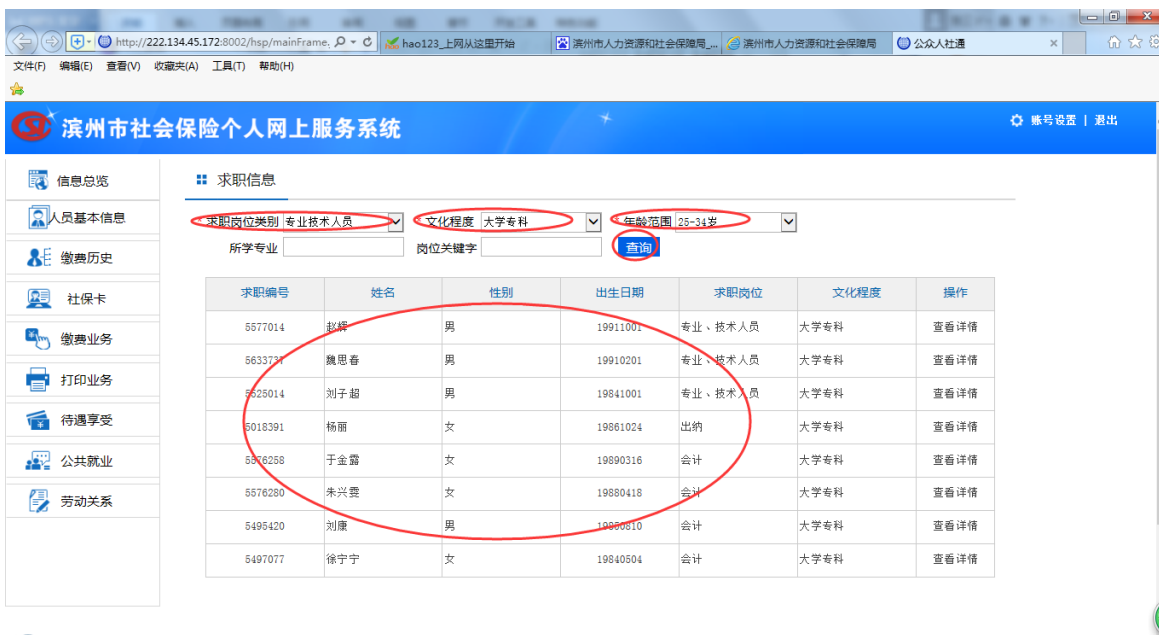 http://222.134.45.172:8002/hsp/mainFrame. hao123_上网从这里开始 滨州市人力资源和社会保障局_... 滨州市人力资源和社会保障局 公众人社通
文件(F) 编辑(E) 查看(V) 收藏夹(A) 工具(T) 帮助(H)
滨州市社会保险个人网上服务系统 账号设置 | 退出
信息总览
人员基本信息
缴费历史
社保卡
缴费业务
打印业务
待遇享受
公共就业
劳动关系
求职信息
*求职岗位类别 专业技术人员 *文化程度 大学专科 *年龄范围 25-34岁
所学专业 岗位关键字 查询
求职编号 姓名 性别 出生日期 求职岗位 文化程度 操作
5577014 赵辉 男 19911001 专业、技术人员 大学专科 查看详情
5633737 魏思春 男 19910201 专业、技术人员 大学专科 查看详情
5525014 刘子超 男 19841001 专业、技术人员 大学专科 查看详情
5018391 杨丽 女 19861024 出纳 大学专科 查看详情
5576258 于金露 女 19890316 会计 大学专科 查看详情
5576280 朱兴雯 女 19880418 会计 大学专科 查看详情
5495420 刘康 男 19850810 会计 大学专科 查看详情
5497077 徐宁宁 女 19840504 会计 大学专科 查看详情